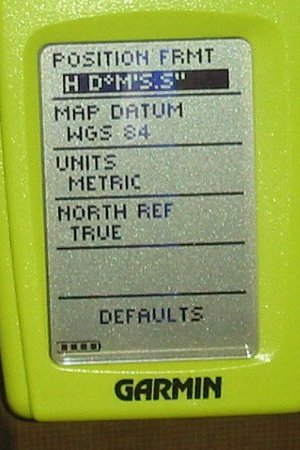 POSITION FRMT
H D°M'S.S"
MAP DATUM
WGS 84
UNITS
METRIC
NORTH REF
TRUE
DEFAULTS
GARMIN